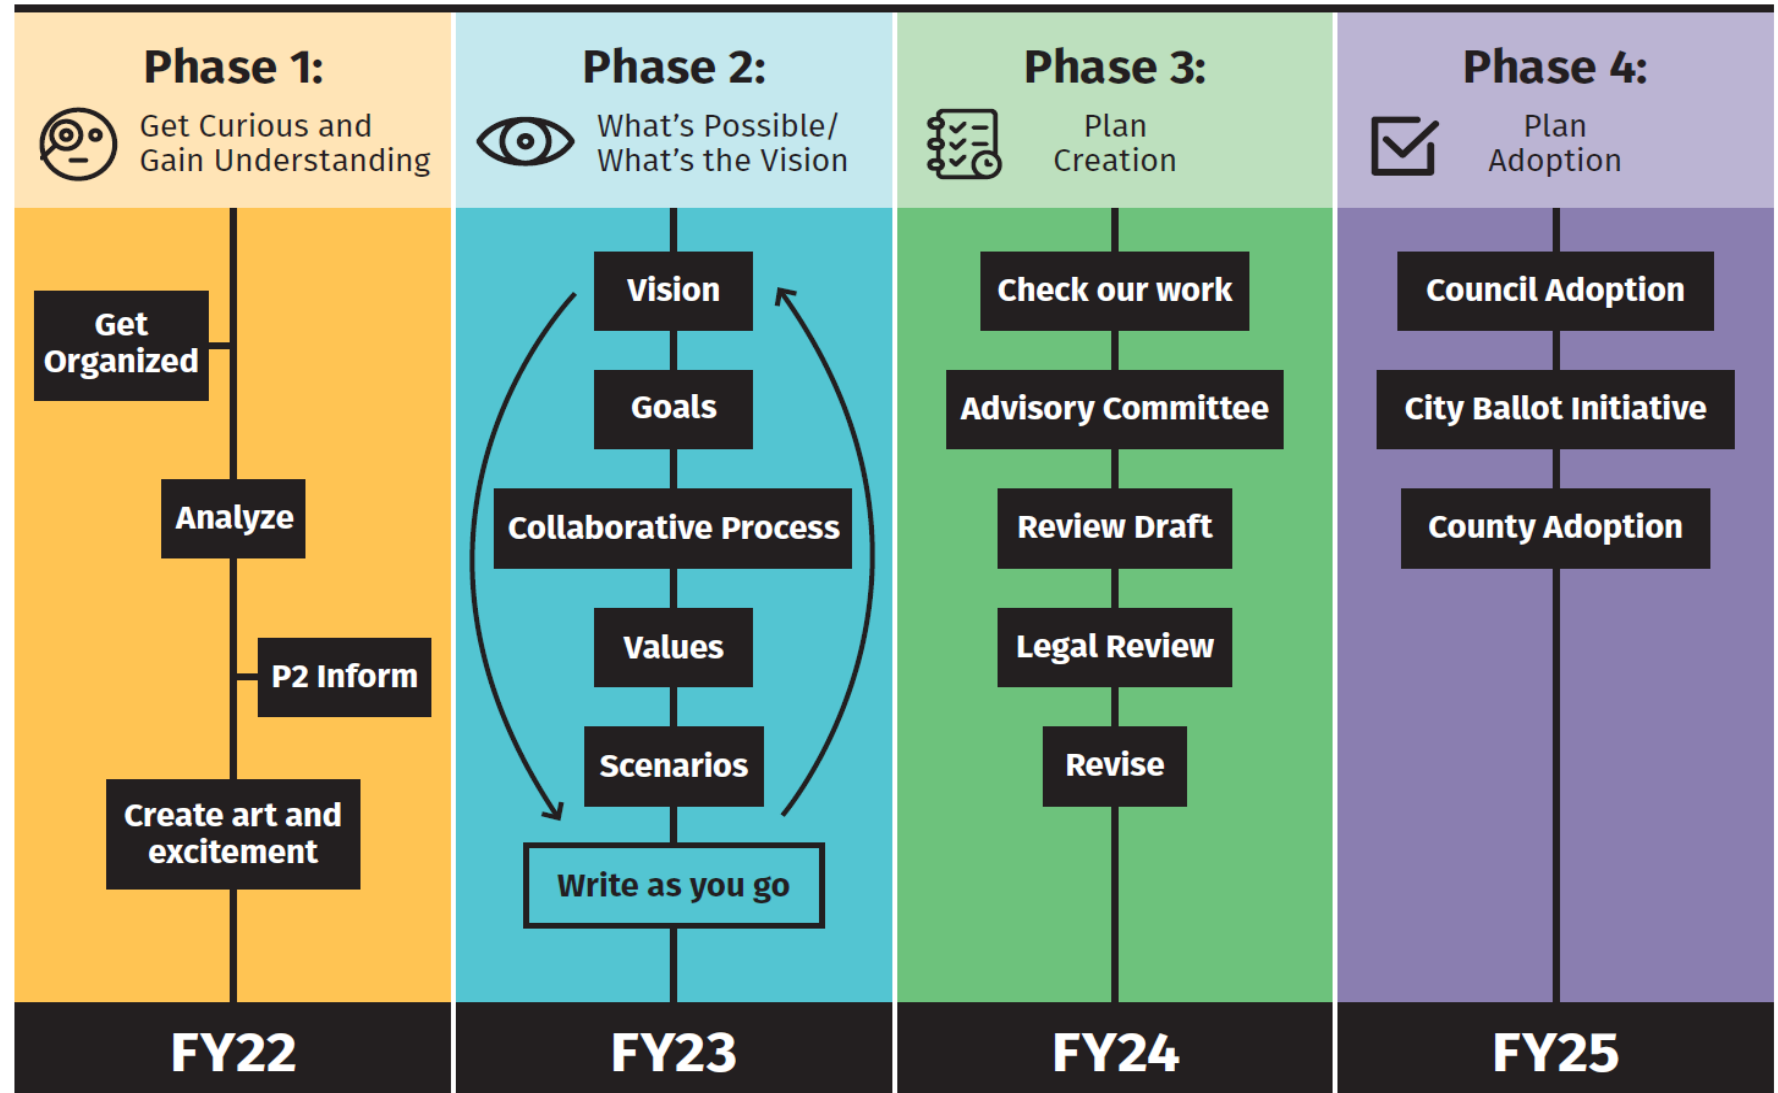 Phase 1:
Get Curious and
Gain Understanding
Get
Organized
Analyze
P2 Inform
Create art and
excitement
FY22
Phase 2:
What's Possible/
What's the Vision
Vision
Goals
Collaborative Process
Values
Scenarios
Write as you go
FY23
Phase 3:
Plan
Creation
Check our work
Advisory Committee
Review Draft
Legal Review
Revise
FY24
Phase 4:
Plan
Adoption
Council Adoption
City Ballot Initiative
County Adoption
FY25